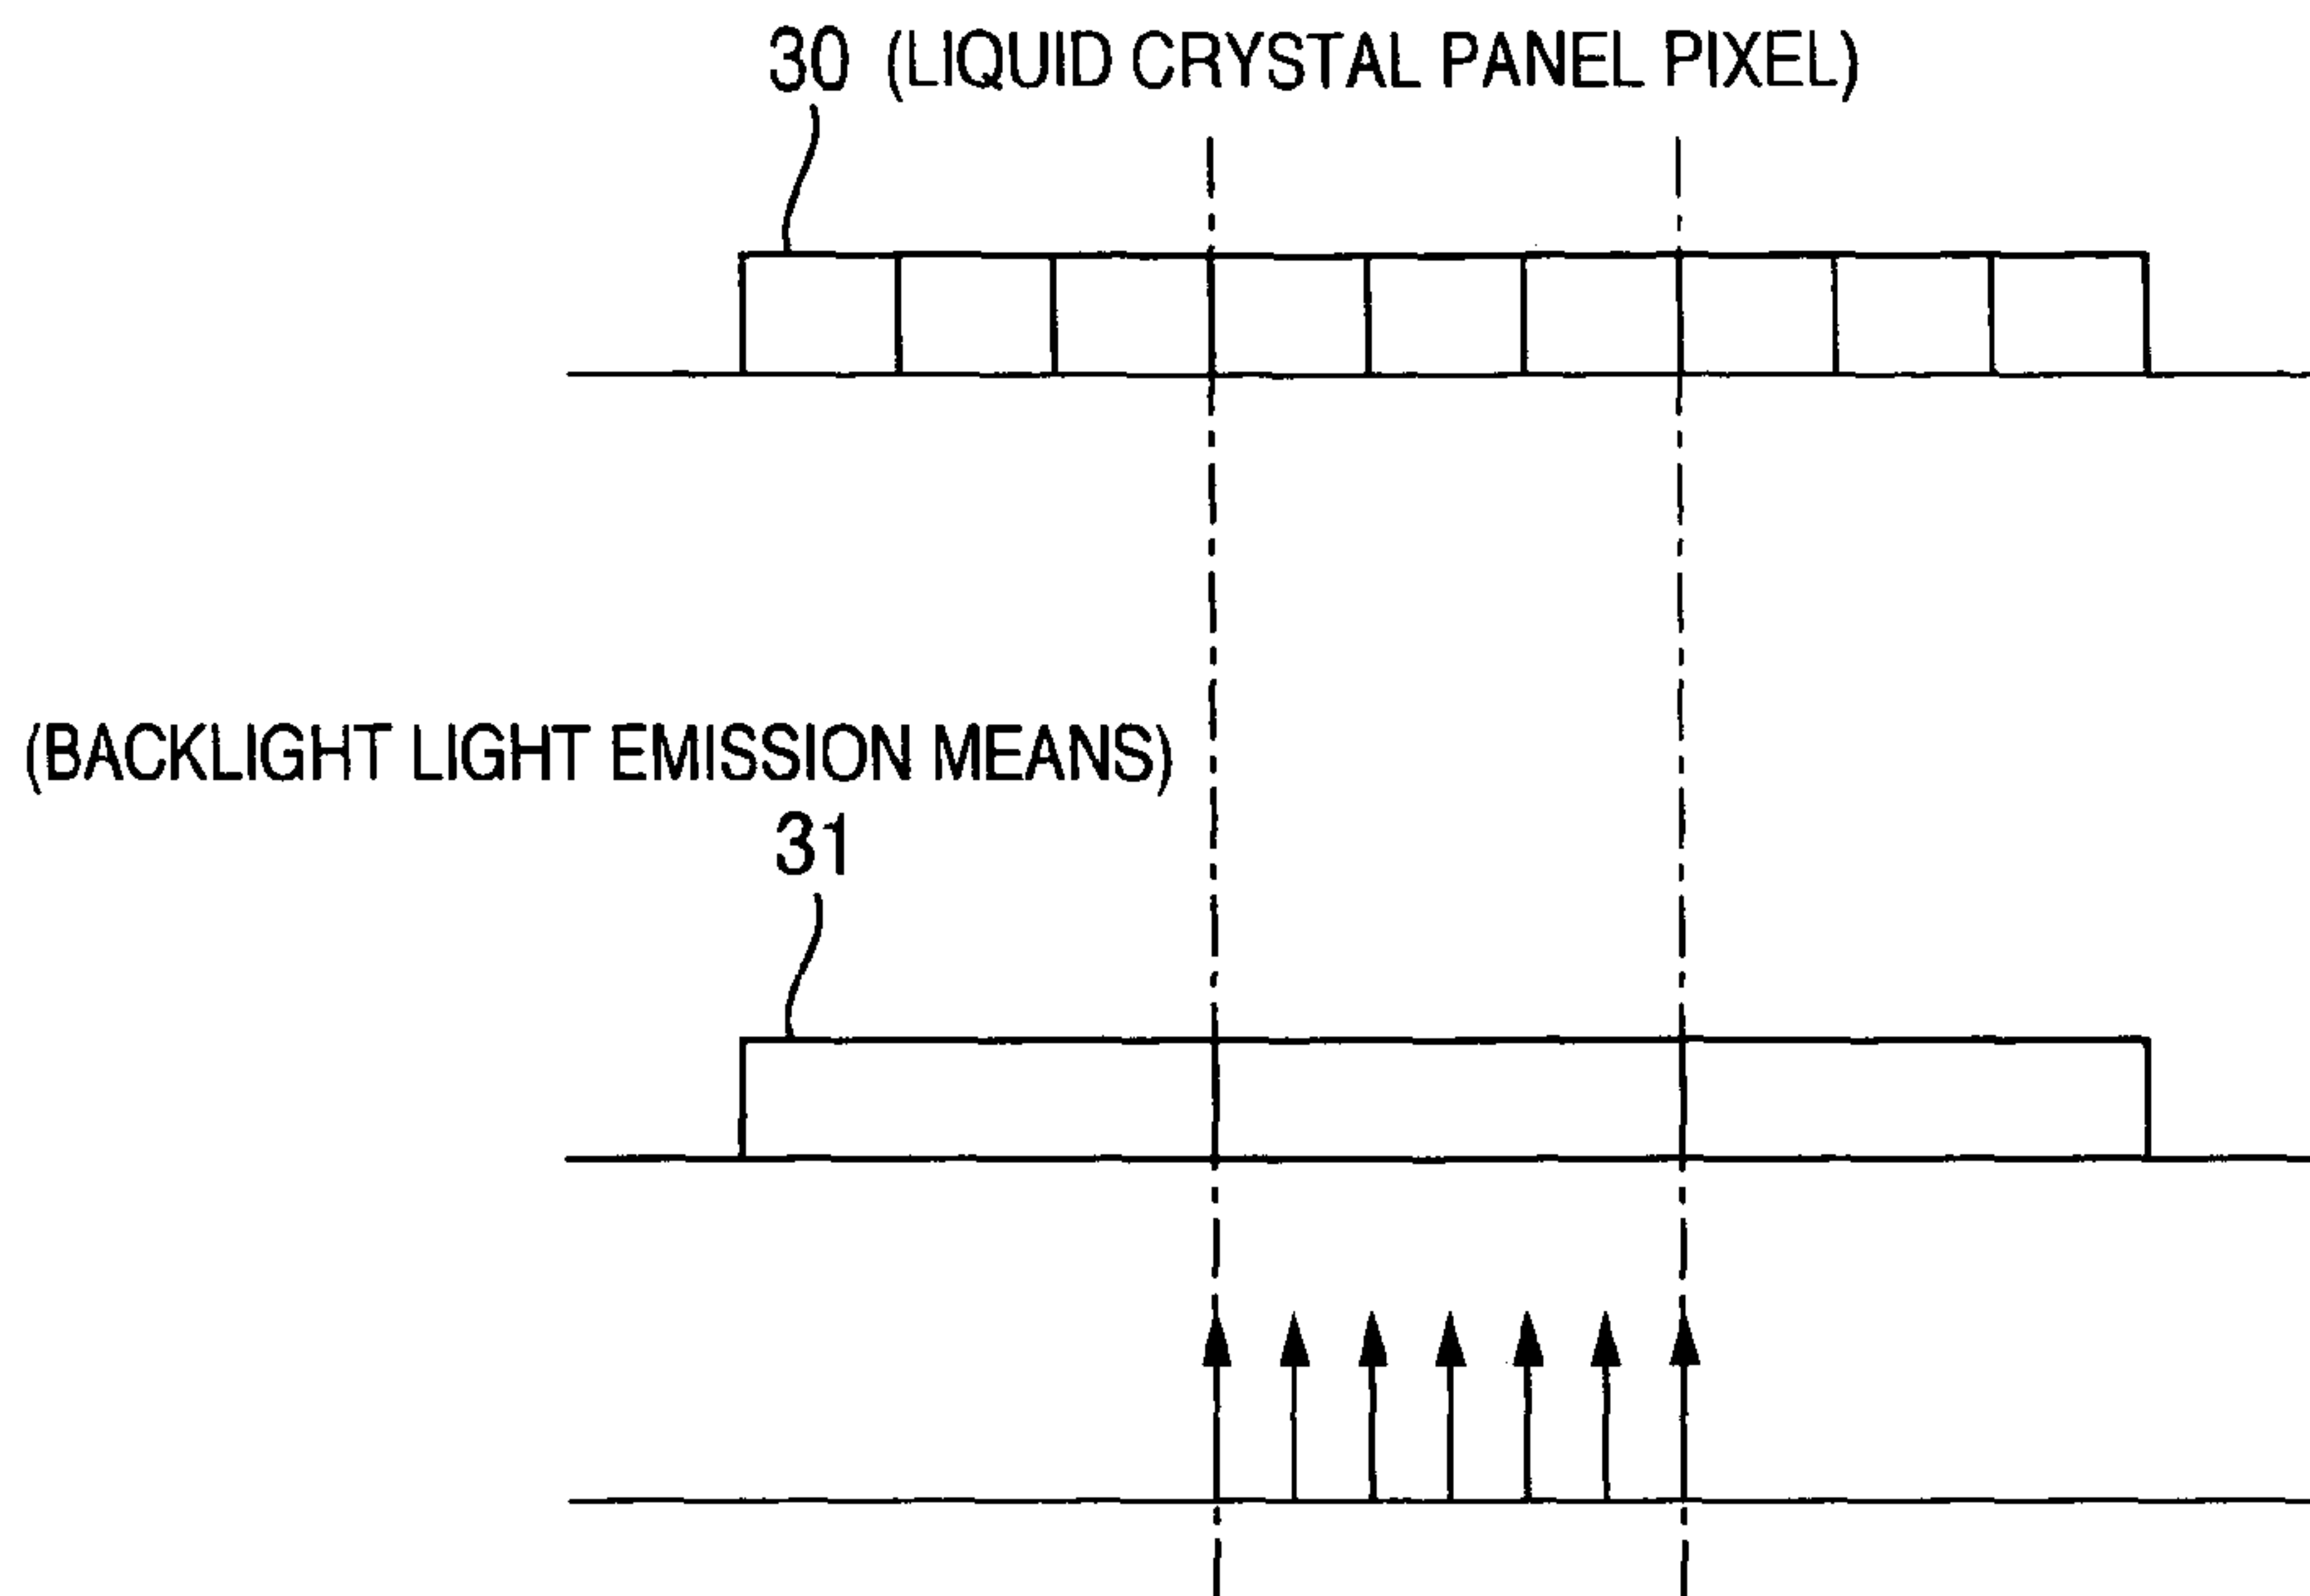 30 (LIQUID CRYSTAL PANEL PIXEL)
(BACKLIGHT LIGHT EMISSION MEANS)
31